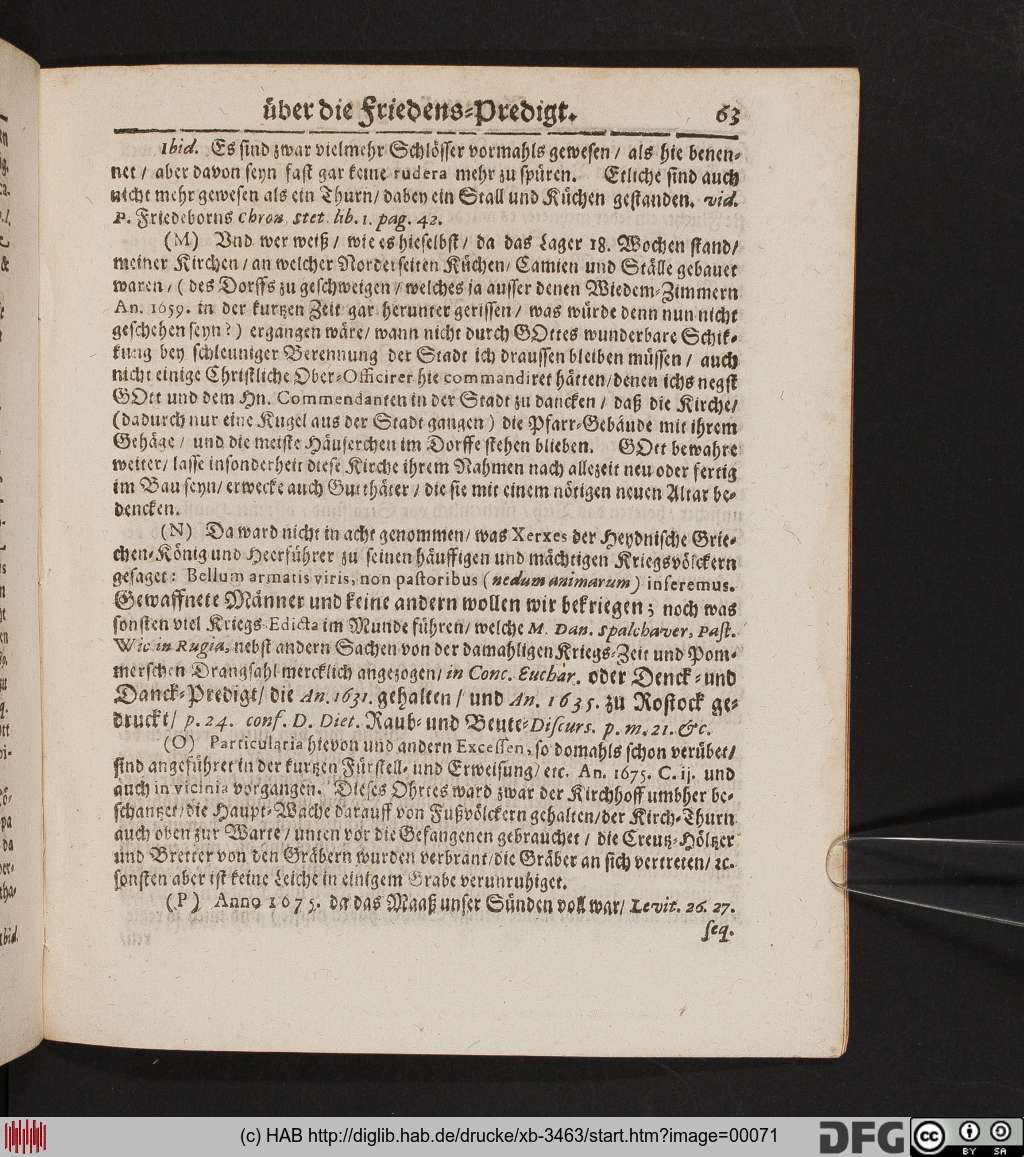 über die Friedens-Predigt. 63
Ibid. Es sind zwar vielmehr Schlösser vormahls gewesen / als hie benen-
net / aber davon seyn fast gar keine rudera mehr zu spüren. Etliche sind auch
nicht mehr gewesen als ein Thurn / dabey ein Stall und Küchen gestanden. vid.
P. Friedeborns Chron. Stet. lib. 1. pag. 42.
(M) Vnd wer weiß / wie es hieselbst / da das Lager 18. Wochen stand /
meiner Kirchen / an welcher Norderseiten Küchen / Camien und Ställe gebauet
waren / ( des Dorffs zu geschweigen / welches ja ausser denen Wiedem-Zimmern
An. 1659. in der kurtzen Zeit gar herunter gerissen / was würde denn nun nicht
geschehen seyn? ) ergangen wäre / wann nicht durch GOttes wunderbare Schik-
kung bey schleuniger Berennung der Stadt ich draussen bleiben müssen / auch
nicht einige Christliche Ober-Officirer hie commandiret hätten / denen ichs negst
GOtt und dem Hn. Commendanten in der Stadt zu dancken / daß die Kirche /
(dadurch nur eine Kugel aus der Stadt gangen ) die Pfarr-Gebäude mit ihrem
Gehäge / und die meiste Häuserchen im Dorffe stehen blieben. GOtt bewahre
weiter / lasse insonderheit diese Kirche ihrem Nahmen nach allezeit neu oder fertig
im Bau seyn / erwecke auch Gutthäter / die sie mit einem nötigen neuen Altar be-
dencken.
(N) Da ward nicht in acht genommen / was Xerxes der Heydnische Grie-
chen-König und Heerführer zu seinen häuffigen und mächtigen Kriegsvölckern
gesaget: Bellum armatis viris, non pastoribus (nedum animarum) inferemus.
Gewaffnete Männer und keine andern wollen wir bekriegen; noch was
sonsten viel Kriegs-Edicta im Munde führen / welche M. Dan. Spalchaver, Past.
Wic. in Rugia, nebst andern Sachen von der damahligen Kriegs-Zeit und Pom-
merschen Drangsahl mercklich angezogen / in Conc. Euchar. oder Denck- und
Danck-Predigt / die An. 1631. gehalten / und An. 1635. zu Rostock ge-
druckt / p. 24. conf. D. Diet. Raub- und Beute-Discurs. p. m. 21. &c.
(O) Particularia hievon und andern Excessen, so domahls schon verübet /
sind angeführet in der kurtzen Fürstell- und Erweisung / etc. An. 1675. C. ij. und
auch in vicinia vorgangen. Dieses Ohrtes ward zwar der Kirchhoff umbher be-
schantzet / die Haupt-Wache darauff von Fußvölckern gehalten / der Kirch-Thurn
auch oben zur Warte / unten vor die Gefangenen gebrauchet / die Creutz-Höltzer
und Bretter von den Gräbern wurden verbrant / die Gräber an sich vertreten / ꝛc.
sonsten aber ist keine Leiche in einigem Grabe verunruhiget.
(P) Anno 1675. da das Maaß unser Sünden voll war / Levit. 26. 27.
seq.
(c) HAB http://diglib.hab.de/drucke/xb-3463/start.htm?image=00071
DFG
cc BY SA